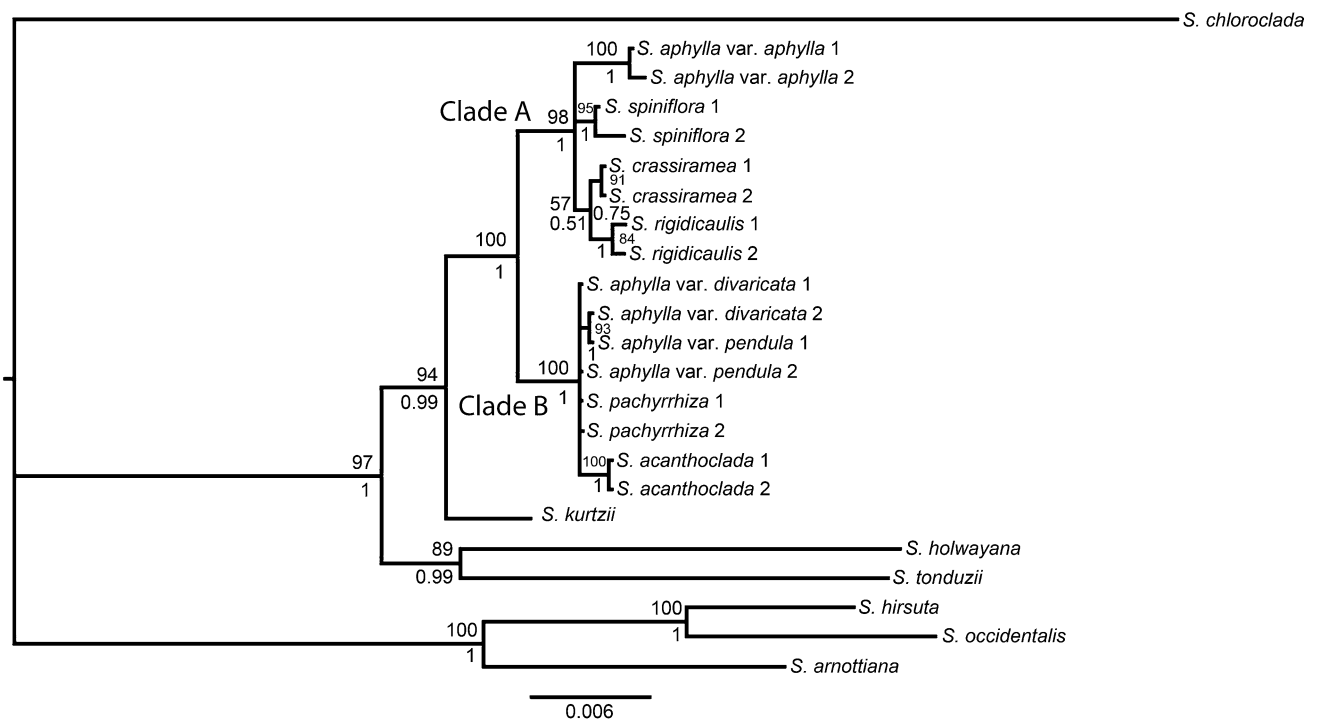 S. chloroclada
100
S. aphylla var. aphylla 1
1
S. aphylla var. aphylla 2
Clade A
98
1
95
S. spiniflora 1
1
S. spiniflora 2
S. crassiramea 1
91
S. crassiramea 2
57
0.51
0.75
S. rigidicaulis 1
84
1
S. rigidicaulis 2
100
1
S. aphylla var. divaricata 1
S. aphylla var. divaricata 2
93
S. aphylla var. pendula 1
1
S. aphylla var. pendula 2
100
1
Clade B
94
0.99
S. pachyrrhiza 1
S. pachyrrhiza 2
100
S. acanthoclada 1
1
S. acanthoclada 2
97
1
S. kurtzii
89
0.99
S. holwayana
S. tonduzii
100
1
S. hirsuta
S. occidentalis
100
1
S. arnottiana
0.006